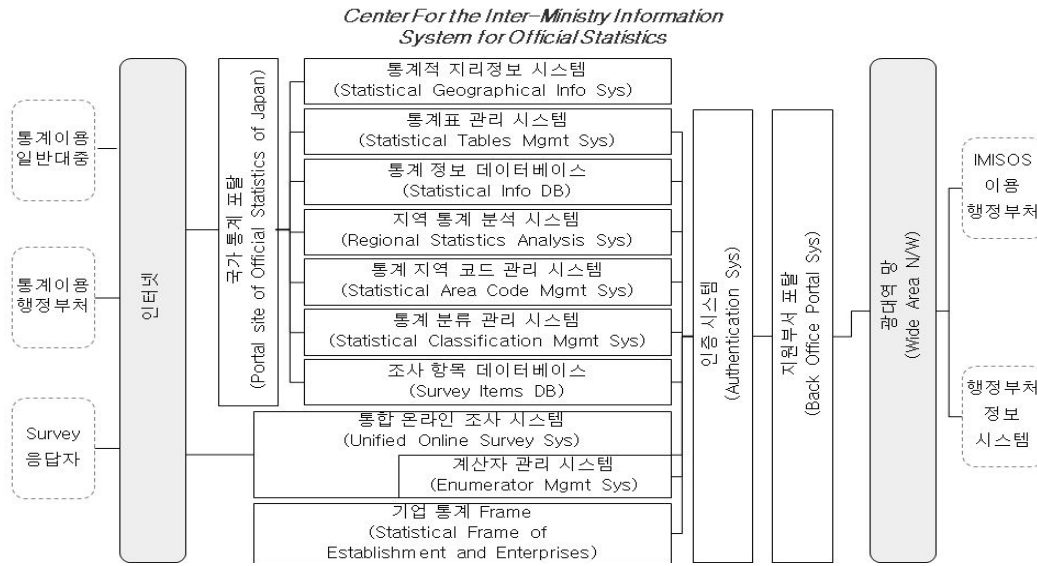 Center For the Inter-Ministry Information
System for Official Statistics
통계이용
일반대중
통계이용
행정부처
Survey
응답자
인터넷
국가 통계 포탈
(Portal site of Official Statistics of Japan)
통계적 지리정보 시스템
(Statistical Geographical Info Sys)
통계표 관리 시스템
(Statistical Tables Mgmt Sys)
통계 정보 데이터베이스
(Statistical Info DB)
지역 통계 분석 시스템
(Regional Statistics Analysis Sys)
통계 지역 코드 관리 시스템
(Statistical Area Code Mgmt Sys)
통계 분류 관리 시스템
(Statistical Classification Mgmt Sys)
조사 항목 데이터베이스
(Survey Items DB)
통합 온라인 조사 시스템
(Unified Online Survey Sys)
계산자 관리 시스템
(Enumerator Mgmt Sys)
기업 통계 Frame
(Statistical Frame of
Establishment and Enterprises)
인증 시스템
(Authentication Sys)
지원부서 포탈
(Back Office Portal Sys)
광대역 망
(Wide Area N/W)
IMISOS
이용
행정부처
행정부처
정보
시스템